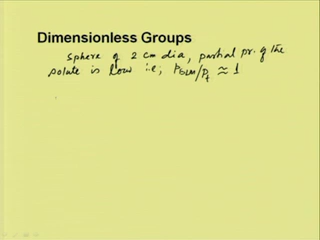 Dimensionless Groups
sphere of 2 cm dia, partial pr. of the
solute is low i.e; PBLM/Pt ≈ 1